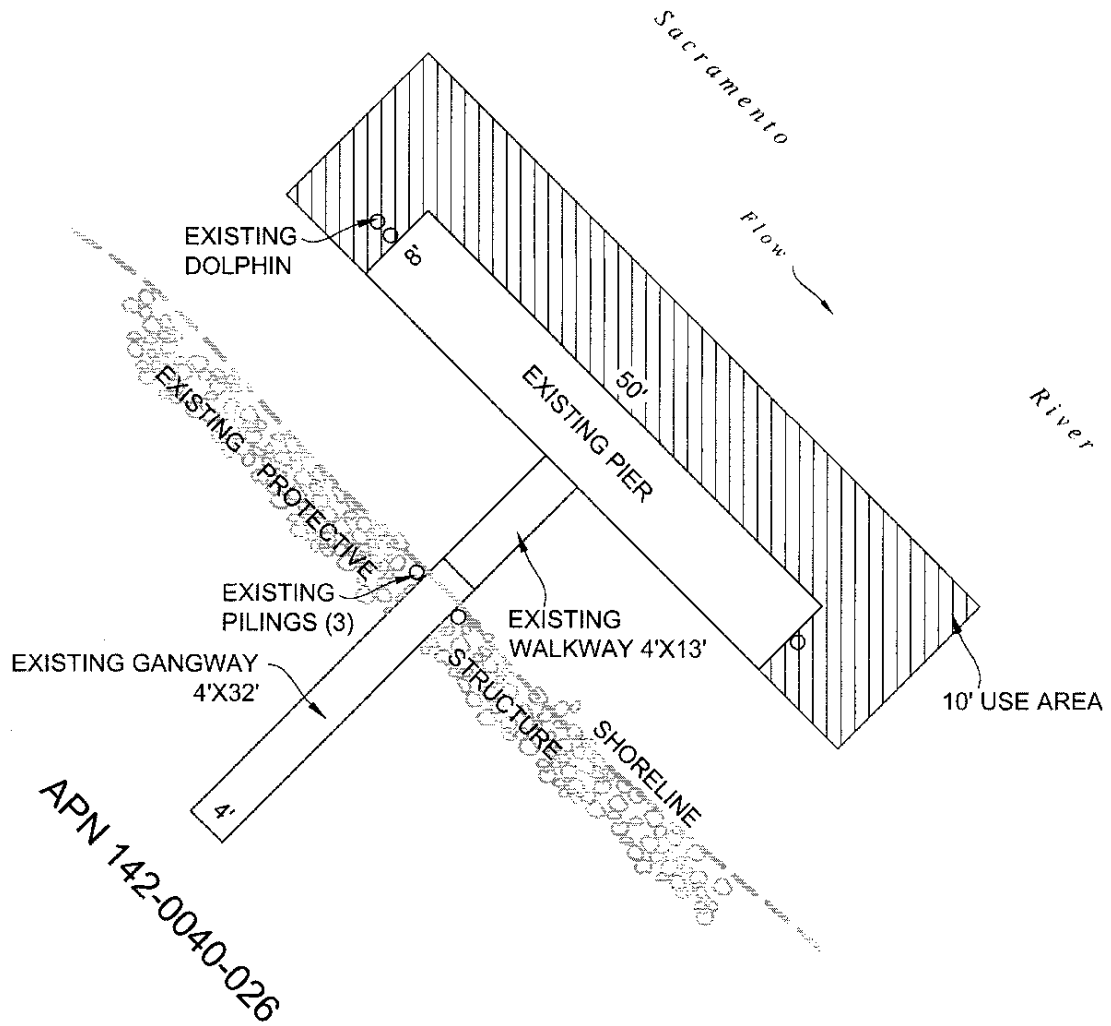 Sacramento
Flow
River
EXISTING
DOLPHIN
8'
50'
EXISTING PIER
EXISTING PROTECTIVE
STRUCTURE
SHORELINE
EXISTING
PILINGS (3)
EXISTING
WALKWAY 4'X13'
EXISTING GANGWAY
4'X32'
10' USE AREA
4'
APN 142-0040-026